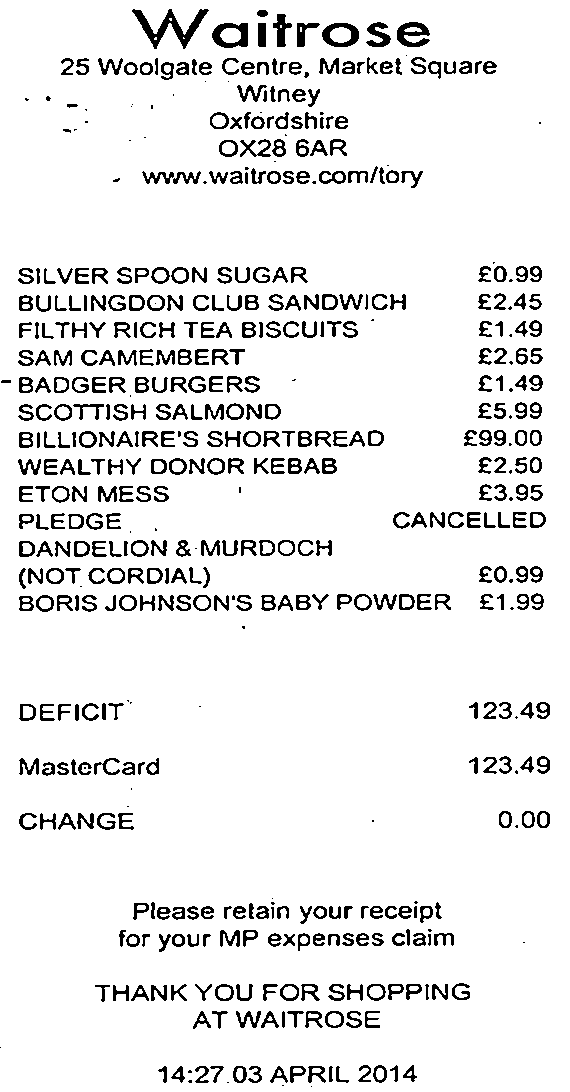 Waitrose
25 Woolgate Centre, Market Square
Witney
Oxfordshire
OX28 6AR
www.waitrose.com/tory
SILVER SPOON SUGAR £0.99
BULLINGDON CLUB SANDWICH £2.45
FILTHY RICH TEA BISCUITS £1.49
SAM CAMEMBERT £2.65
BADGER BURGERS £1.49
SCOTTISH SALMOND £5.99
BILLIONAIRE'S SHORTBREAD £99.00
WEALTHY DONOR KEBAB £2.50
ETON MESS £3.95
PLEDGE CANCELLED
DANDELION & MURDOCH
(NOT CORDIAL) £0.99
BORIS JOHNSON'S BABY POWDER £1.99
DEFICIT 123.49
MasterCard 123.49
CHANGE 0.00
Please retain your receipt
for your MP expenses claim
THANK YOU FOR SHOPPING
AT WAITROSE
14:27 03 APRIL 2014